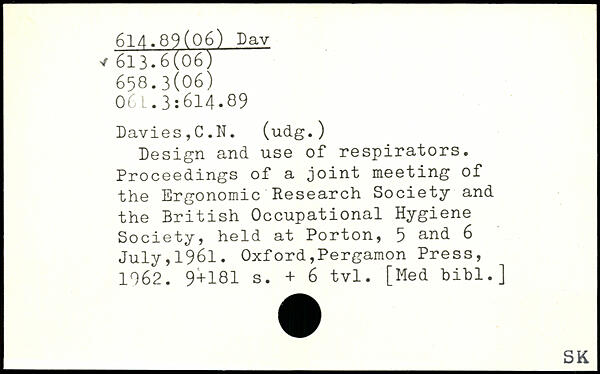 614.89(06) Dav
✓ 613.6(06)
658.3(06)
061.3:614.89
Davies,C.N. (udg.)
Design and use of respirators.
Proceedings of a joint meeting of
the Ergonomic Research Society and
the British Occupational Hygiene
Society, held at Porton, 5 and 6
July,1961. Oxford,Pergamon Press,
1962. 9+181 s. + 6 tvl. [Med bibl.]
SK